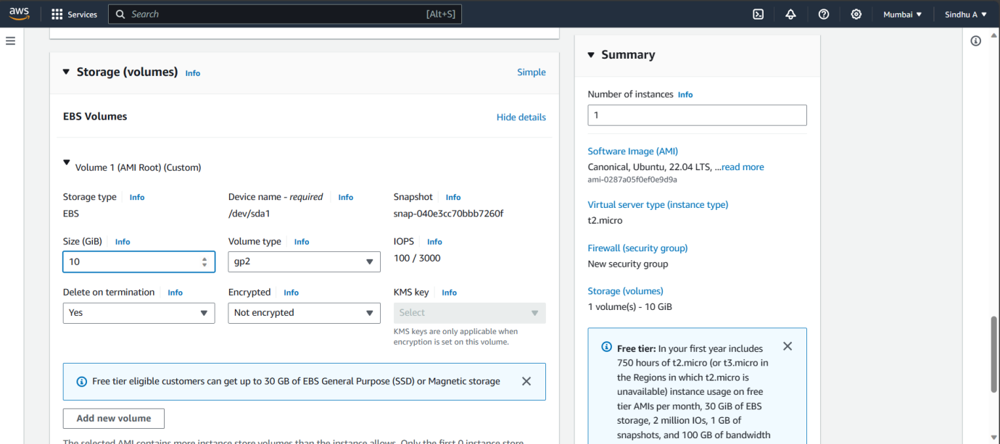 aws
Services
Search
[Alt+S]
Mumbai
Sindhu A
Storage (volumes) Info
Simple
EBS Volumes
Hide details
Volume 1 (AMI Root) (Custom)
Storage type Info
EBS
Device name - required Info
/dev/sda1
Snapshot Info
snap-040e3cc70bbb7260f
Size (GiB) Info
10
Volume type Info
gp2
IOPS Info
100 / 3000
Delete on termination Info
Yes
Encrypted Info
Not encrypted
KMS key Info
Select
KMS keys are only applicable when
encryption is set on this volume.
Free tier eligible customers can get up to 30 GB of EBS General Purpose (SSD) or Magnetic storage
Add new volume
The selected AMI contains more instance store volumes than the instance allows. Only the first 0 instance store
Summary
Number of instances Info
1
Software Image (AMI)
Canonical, Ubuntu, 22.04 LTS, ...read more
ami-0287a05f0ef0e9d9a
Virtual server type (instance type)
t2.micro
Firewall (security group)
New security group
Storage (volumes)
1 volume(s) - 10 GiB
Free tier: In your first year includes
750 hours of t2.micro (or t3.micro in
the Regions in which t2.micro is
unavailable) instance usage on free
tier AMIs per month, 30 GiB of EBS
storage, 2 million IOs, 1 GB of
snapshots, and 100 GB of bandwidth